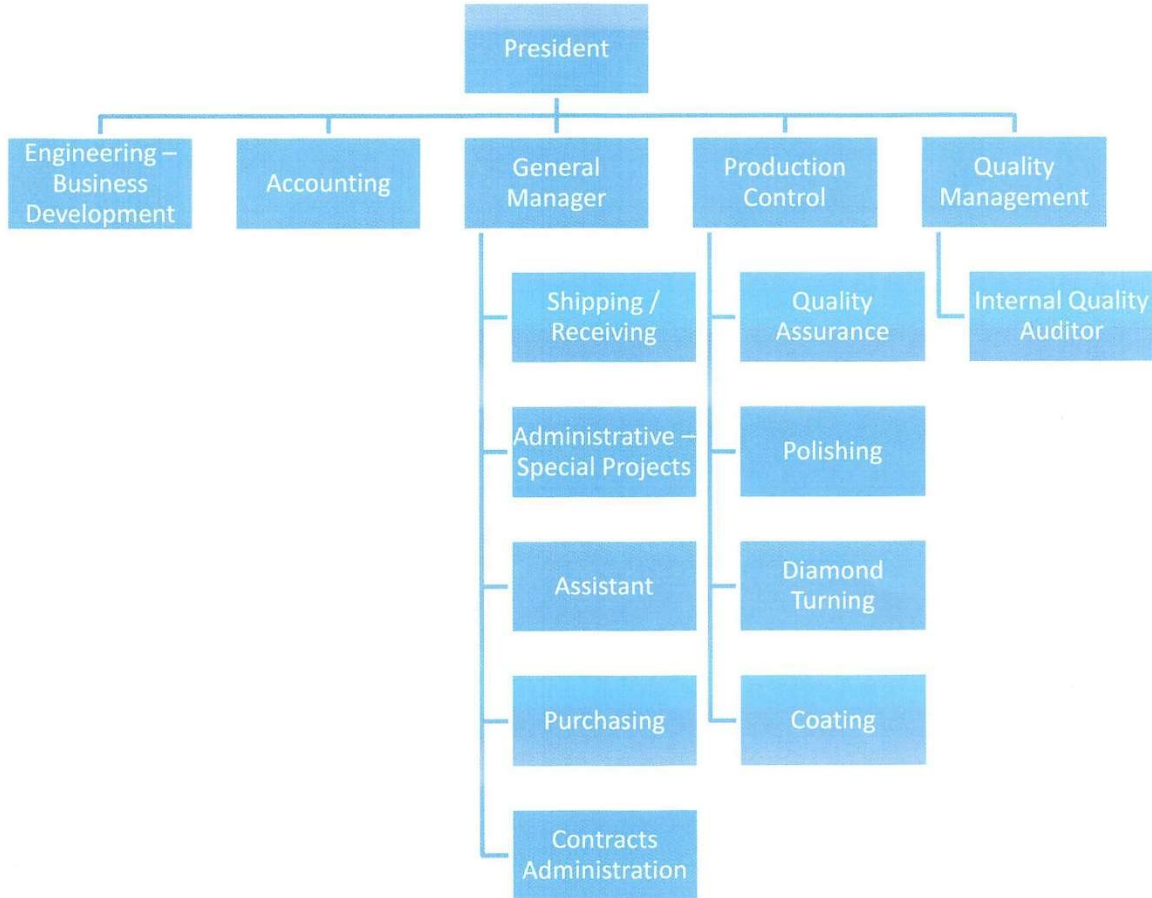 President
Engineering –
Business
Development
Accounting
General
Manager
Production
Control
Quality
Management
Shipping /
Receiving
Administrative –
Special Projects
Assistant
Purchasing
Contracts
Administration
Quality
Assurance
Polishing
Diamond
Turning
Coating
Internal Quality
Auditor